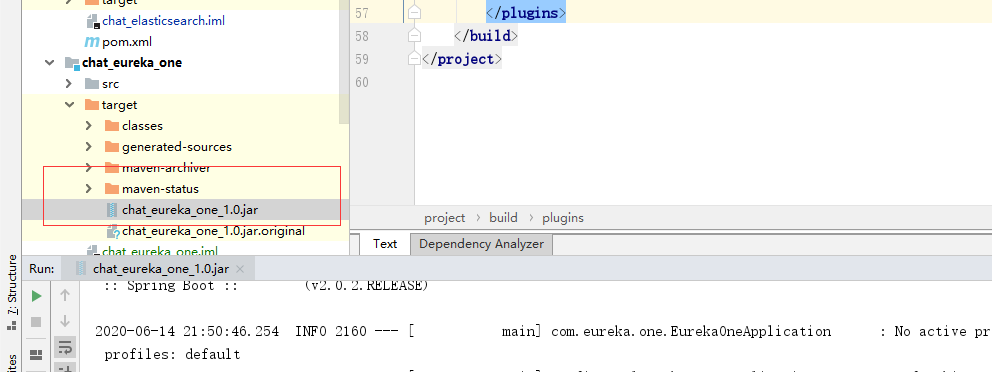 target
chat_elasticsearch.iml
pom.xml
chat_eureka_one
src
target
classes
generated-sources
maven-archiver
maven-status
chat_eureka_one_1.0.jar
chat_eureka_one_1.0.jar.original
chat_eureka_one.iml
57 </plugins>
58 </build>
59 </project>
60
project › build › plugins
Text Dependency Analyzer
7: Structure
Run: chat_eureka_one_1.0.jar ×
:: Spring Boot :: (v2.0.2.RELEASE)
2020-06-14 21:50:46.254 INFO 2160 --- [ main] com.eureka.one.EurekaOneApplication : No active pr
profiles: default